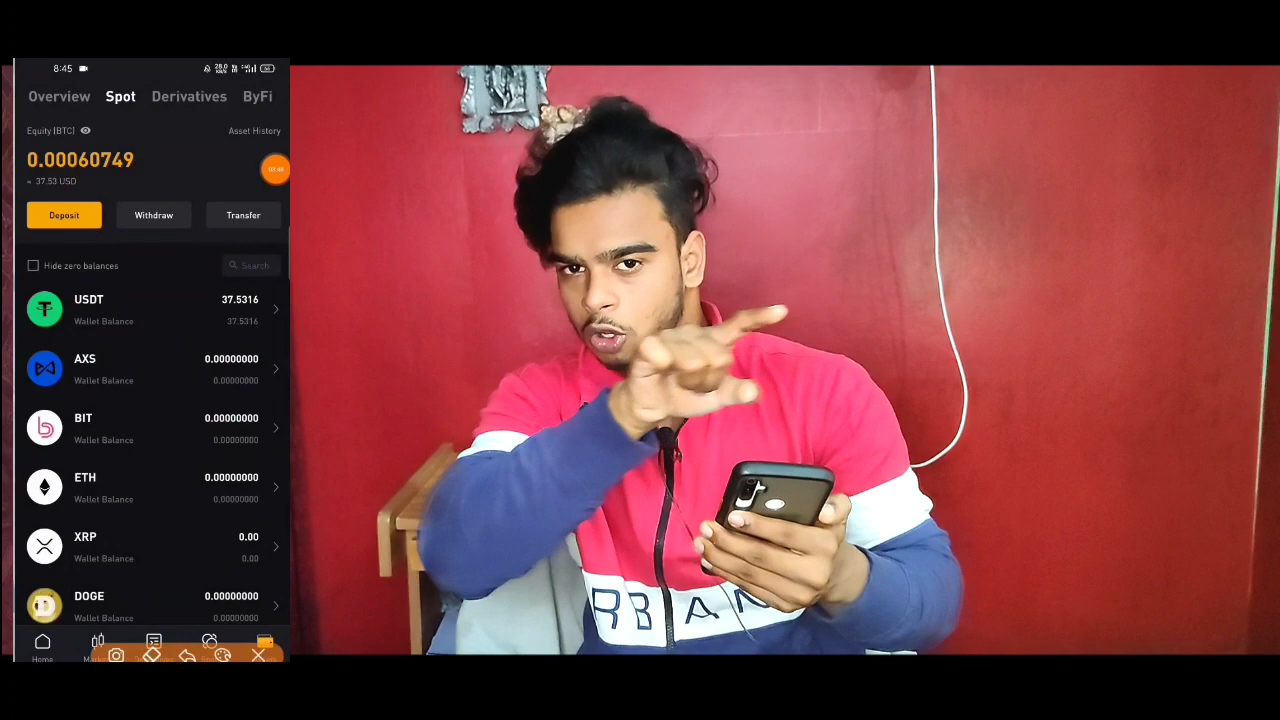 8:45
28.0
KB/S
Overview Spot Derivatives ByFi
Equity (BTC) Asset History
0.00060749
≈ 37.53 USD
Deposit Withdraw Transfer
Hide zero balances Search
USDT 37.5316
Wallet Balance 37.5316
AXS 0.00000000
Wallet Balance 0.00000000
BIT 0.00000000
Wallet Balance 0.00000000
ETH 0.00000000
Wallet Balance 0.00000000
XRP 0.00
Wallet Balance 0.00
DOGE 0.00000000
Wallet Balance 0.00000000
Home
RBAN